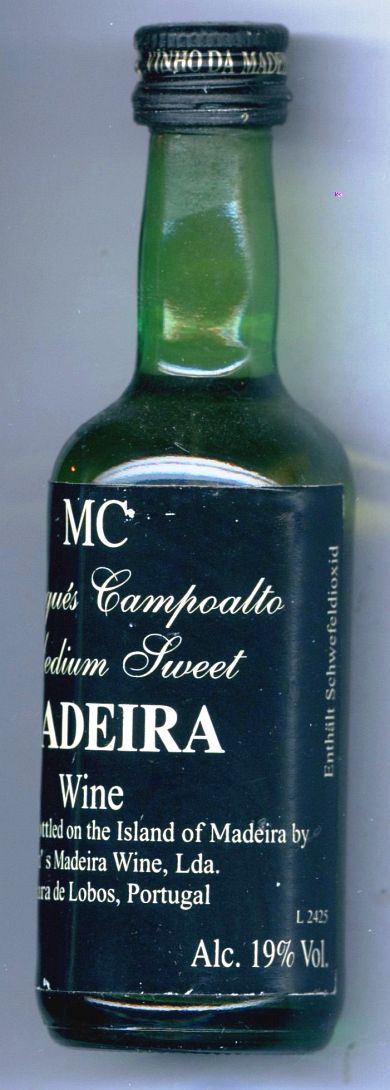 VINHO DA MADE
MC
gués Campoalto
edium Sweet
ADEIRA
Wine
ottled on the Island of Madeira by
's Madeira Wine, Lda.
ra de Lobos, Portugal
L 2425
Alc. 19% Vol.
Enthält Schwefeldioxid